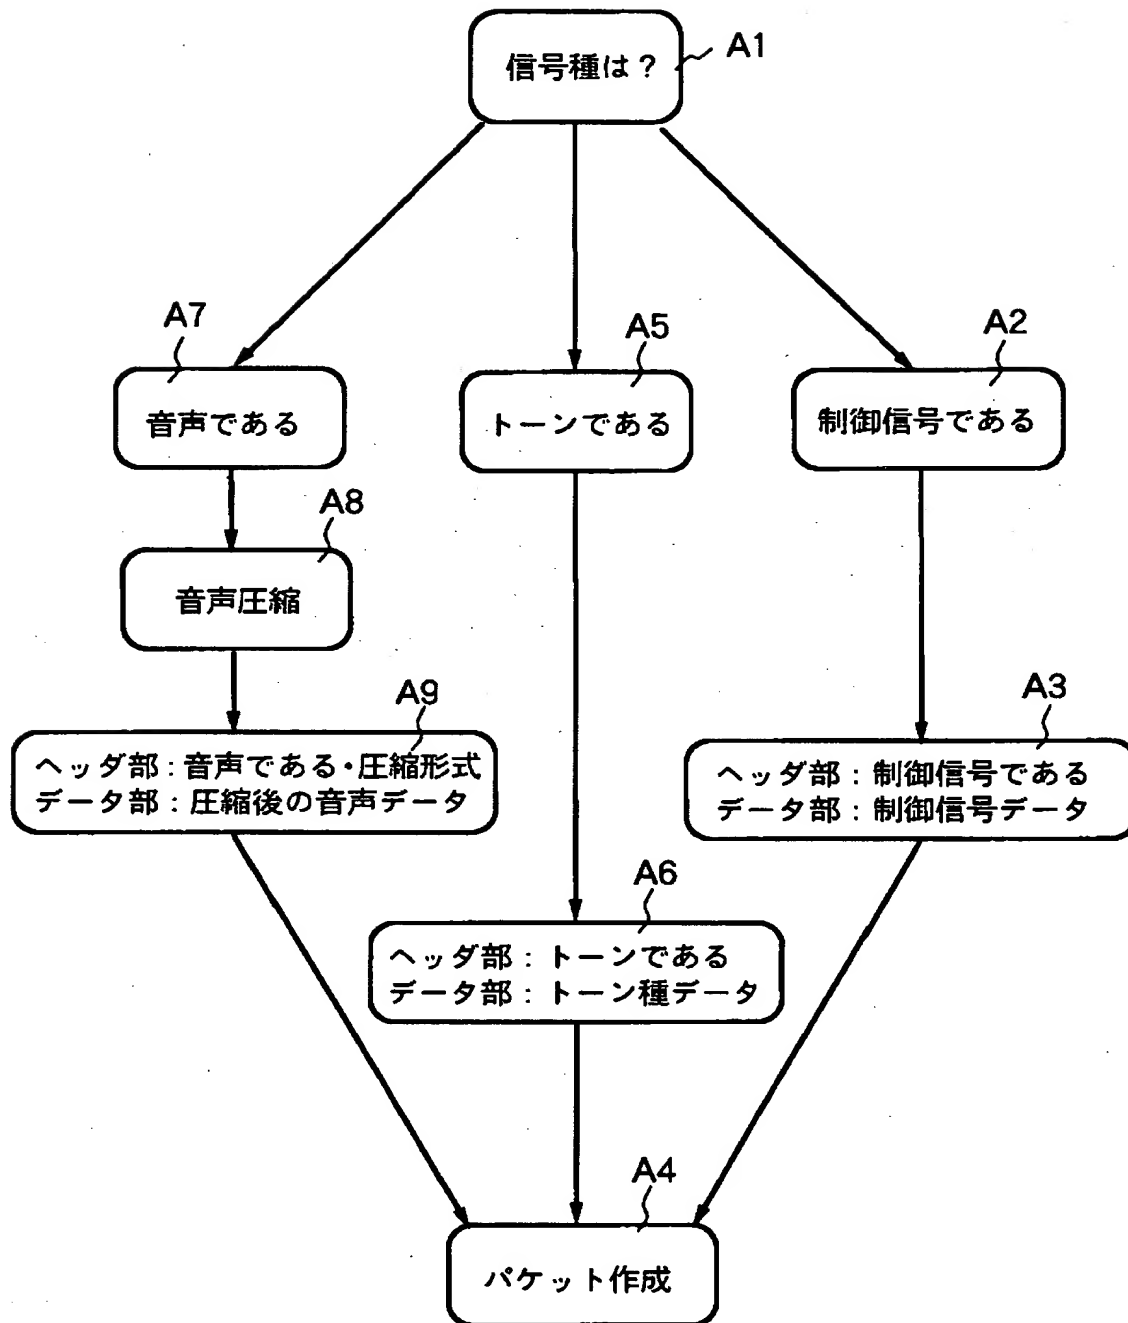 A1
信号種は？
A7
A5
A2
音声である
トーンである
制御信号である
A8
音声圧縮
A9
ヘッダ部：音声である・圧縮形式
データ部：圧縮後の音声データ
A3
ヘッダ部：制御信号である
データ部：制御信号データ
A6
ヘッダ部：トーンである
データ部：トーン種データ
A4
パケット作成